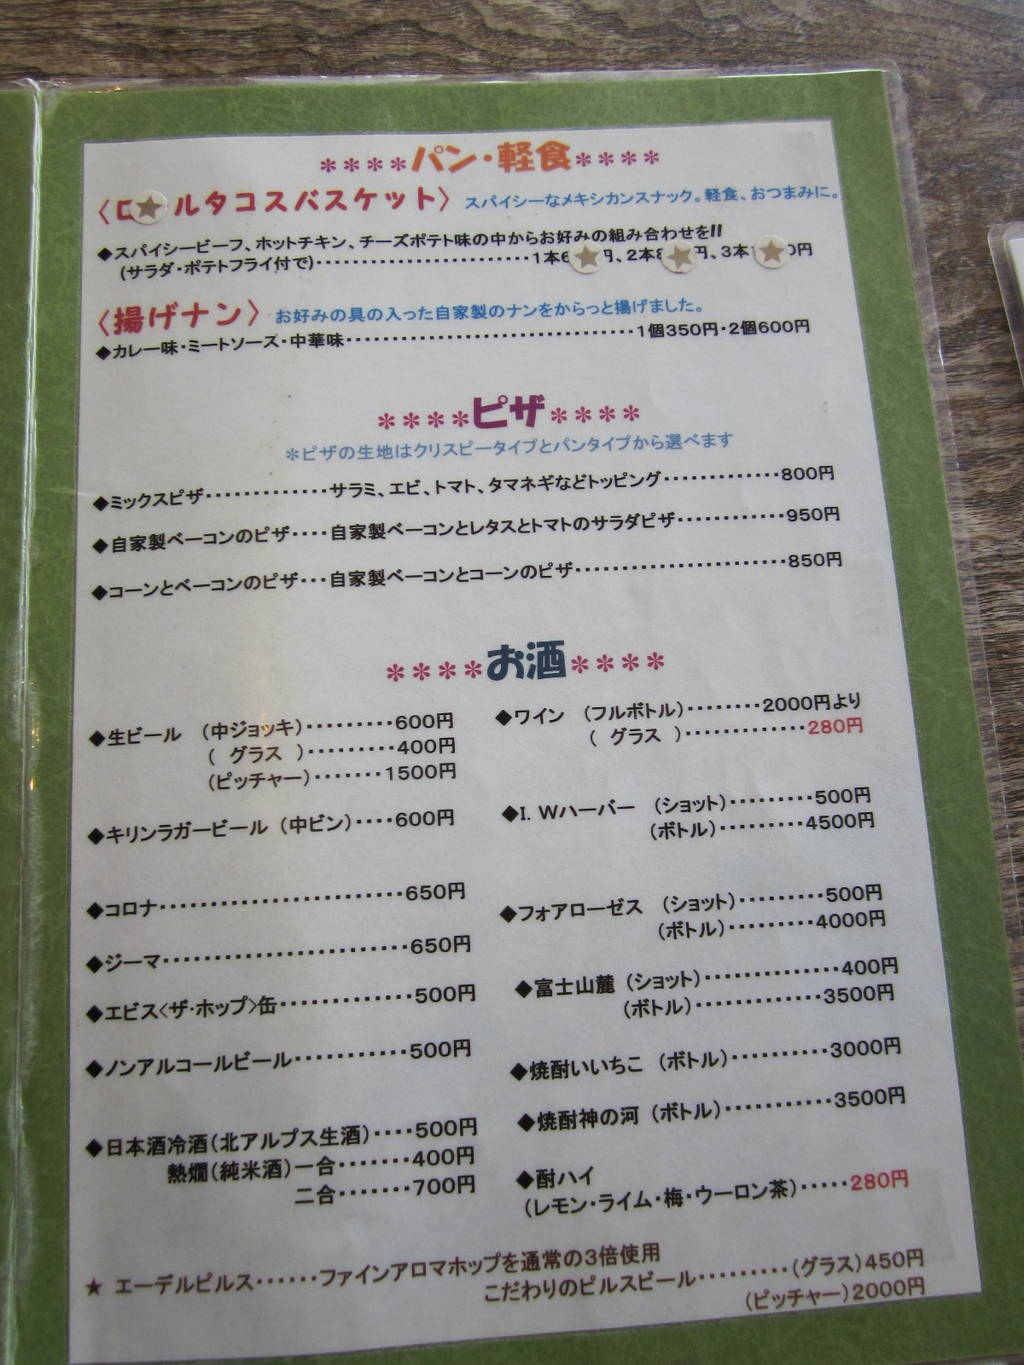 ****パン・軽食****
〈ロ ルタコスバスケット〉 スパイシーなメキシカンスナック。軽食、おつまみに。
◆スパイシービーフ、ホットチキン、チーズポテト味の中からお好みの組み合わせを!!
(サラダ・ポテトフライ付で)・・・・・・・・・・・・・・・・・・・・・・・1本6 円、2本 円、3本 0円
〈揚げナン〉 お好みの具の入った自家製のナンをからっと揚げました。
◆カレー味・ミートソーズ・中華味・・・・・・・・・・・・・・・・・・・・・・・・・・・・・・1個350円・2個600円
****ピザ****
*ピザの生地はクリスピータイプとパンタイプから選べます
◆ミックスピザ・・・・・・・・・・・・・サラミ、エビ、トマト、タマネギなどトッピング・・・・・・・・・・・・・800円
◆自家製ベーコンのピザ・・・・自家製ベーコンとレタスとトマトのサラダピザ・・・・・・・・・・・・950円
◆コーンとベーコンのピザ・・・自家製ベーコンとコーンのピザ・・・・・・・・・・・・・・・・・・・・・・・850円
****お酒****
◆生ビール (中ジョッキ)・・・・・・・・・600円
( グラス )・・・・・・・・・400円
(ピッチャー)・・・・・・・1500円
◆キリンラガービール (中ビン)・・・・600円
◆コロナ・・・・・・・・・・・・・・・・・・・・・・・・・・650円
◆ジーマ・・・・・・・・・・・・・・・・・・・・・・・・・・650円
◆エビス<ザ・ホップ>缶・・・・・・・・・・・・・・500円
◆ノンアルコールビール・・・・・・・・・・・・500円
◆日本酒冷酒(北アルプス生酒)・・・・500円
熱燗(純米酒)一合・・・・・・・400円
二合・・・・・・・700円
◆ワイン (フルボトル)・・・・・・・・2000円より
( グラス )・・・・・・・・・・・・・280円
◆I. Wハーバー (ショット)・・・・・・・・・500円
(ボトル)・・・・・・・・・4500円
◆フォアローゼス (ショット)・・・・・・・・・500円
(ボトル)・・・・・・・・・4000円
◆富士山麓 (ショット)・・・・・・・・・・・・・・400円
(ボトル)・・・・・・・・・・・・・3500円
◆焼酎いいちこ (ボトル)・・・・・・・・・・3000円
◆焼酎神の河 (ボトル)・・・・・・・・・・・3500円
◆酎ハイ
(レモン・ライム・梅・ウーロン茶)・・・・・280円
★ エーデルピルス・・・・・・ファインアロマホップを通常の3倍使用
こだわりのピルスビール・・・・・・・・・(グラス)450円
(ピッチャー)2000円